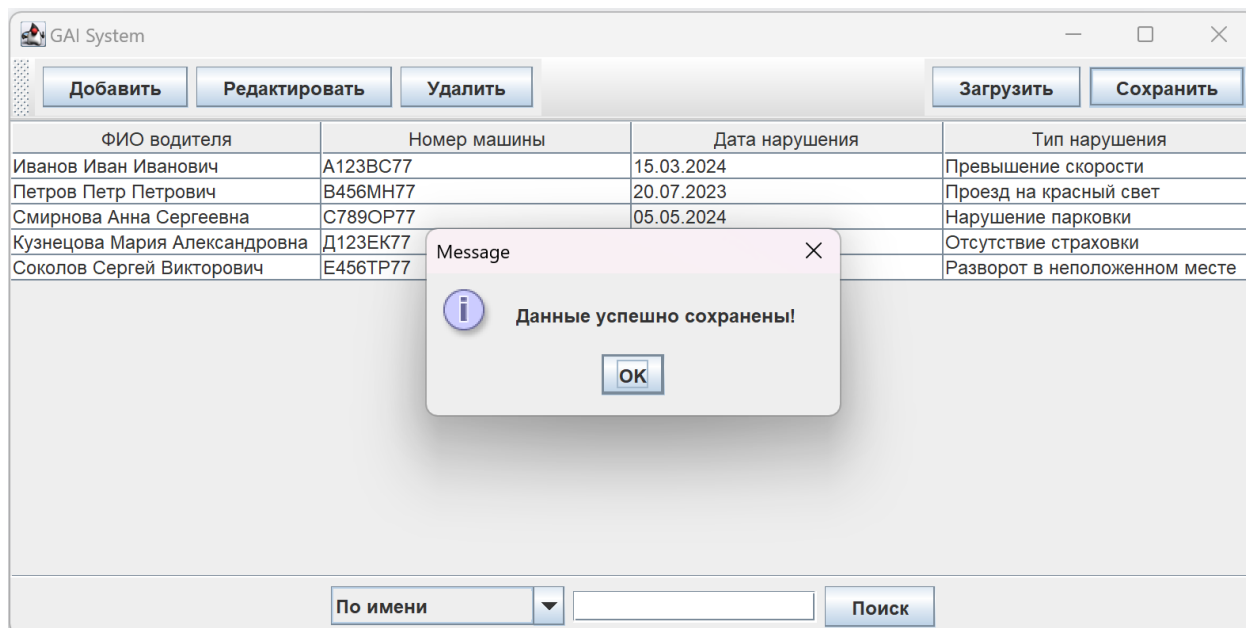 GAI System
Добавить Редактировать Удалить Загрузить Сохранить
ФИО водителя Номер машины Дата нарушения Тип нарушения
Иванов Иван Иванович А123ВС77 15.03.2024 Превышение скорости
Петров Петр Петрович В456МН77 20.07.2023 Проезд на красный свет
Смирнова Анна Сергеевна С789ОР77 05.05.2024 Нарушение парковки
Кузнецова Мария Александровна Д123ЕК77 Отсутствие страховки
Соколов Сергей Викторович Е456ТР77 Разворот в неположенном месте
Message
Данные успешно сохранены!
OK
По имени Поиск